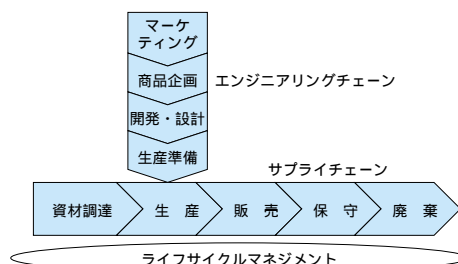 マーケ
ティング
商品企画
エンジニアリングチェーン
開発・設計
生産準備
サプライチェーン
資材調達 生　産 販　売 保　守 廃　棄
ライフサイクルマネジメント